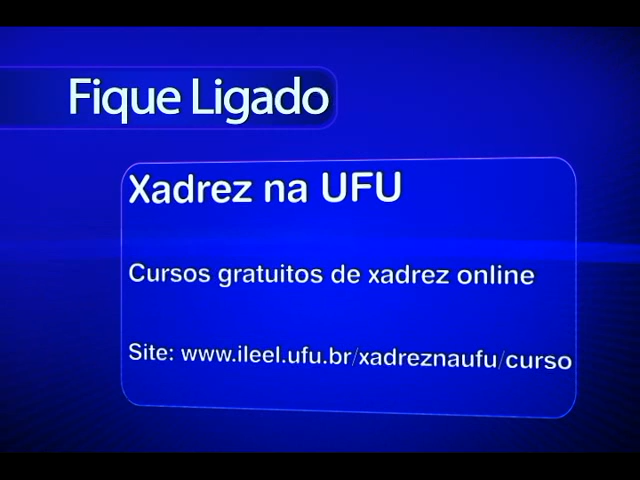 Fique Ligado
Xadrez na UFU
Cursos gratuitos de xadrez online
Site: www.ileel.ufu.br/xadreznaufu/curso